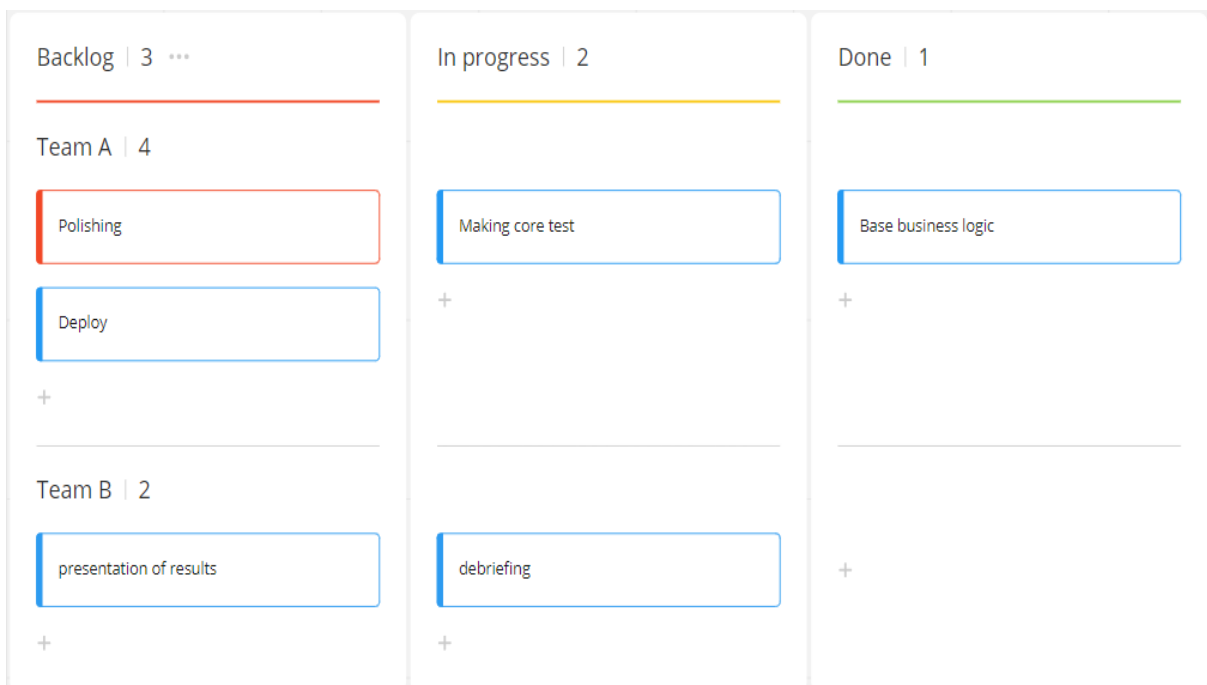 Backlog | 3 ···
In progress | 2
Done | 1
Team A | 4
Polishing
Making core test
Base business logic
+
+
Deploy
+
Team B | 2
presentation of results
debriefing
+
+
+